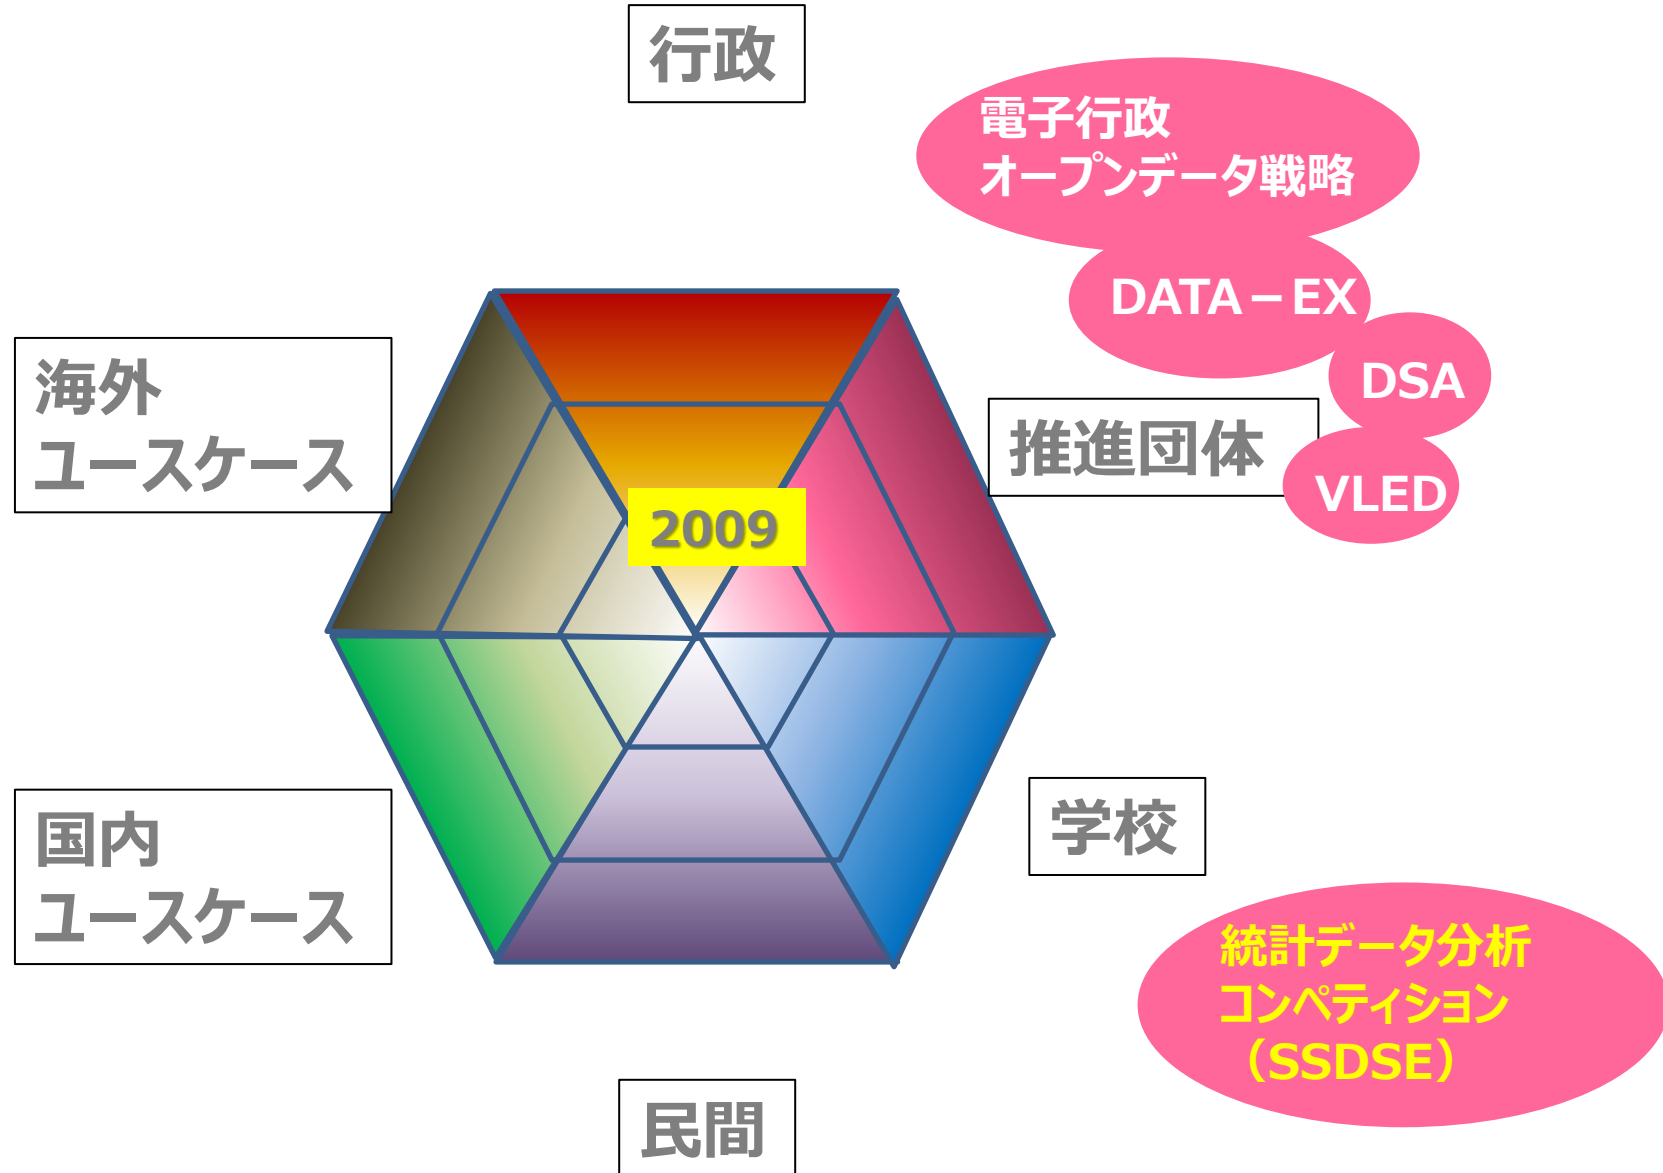 行政
電子行政
オープンデータ戦略
DATA－EX
DSA
海外
ユースケース
推進団体
VLED
2009
国内
ユースケース
学校
統計データ分析
コンペティション
（SSDSE）
民間